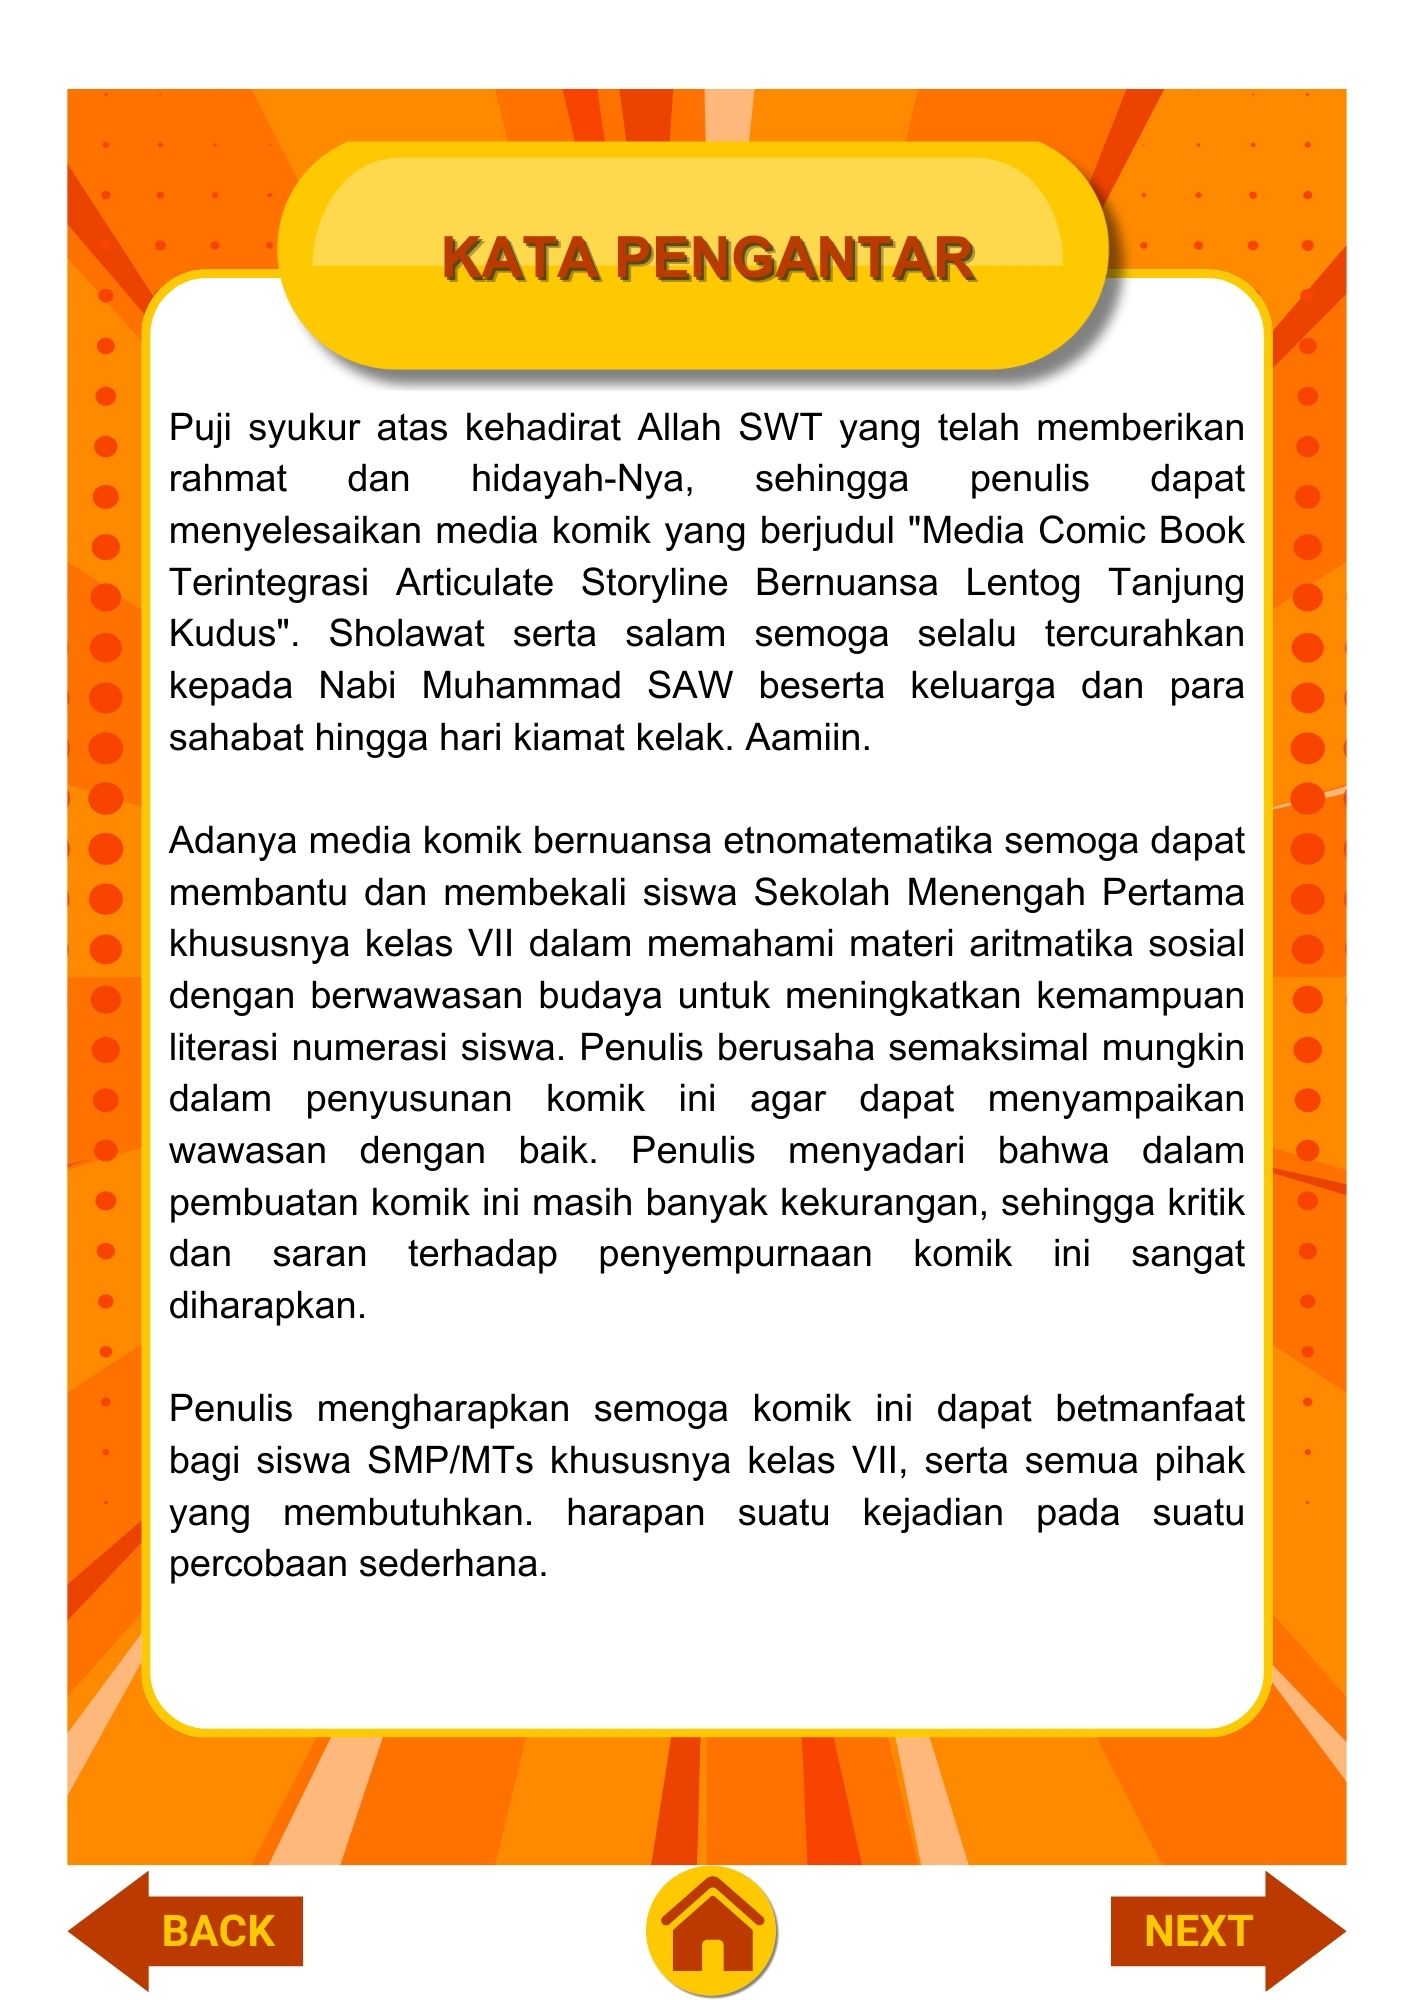 KATA PENGANTAR
Puji syukur atas kehadirat Allah SWT yang telah memberikan
rahmat dan hidayah-Nya, sehingga penulis dapat
menyelesaikan media komik yang berjudul "Media Comic Book
Terintegrasi Articulate Storyline Bernuansa Lentog Tanjung
Kudus". Sholawat serta salam semoga selalu tercurahkan
kepada Nabi Muhammad SAW beserta keluarga dan para
sahabat hingga hari kiamat kelak. Aamiin.
Adanya media komik bernuansa etnomatematika semoga dapat
membantu dan membekali siswa Sekolah Menengah Pertama
khususnya kelas VII dalam memahami materi aritmatika sosial
dengan berwawasan budaya untuk meningkatkan kemampuan
literasi numerasi siswa. Penulis berusaha semaksimal mungkin
dalam penyusunan komik ini agar dapat menyampaikan
wawasan dengan baik. Penulis menyadari bahwa dalam
pembuatan komik ini masih banyak kekurangan, sehingga kritik
dan saran terhadap penyempurnaan komik ini sangat
diharapkan.
Penulis mengharapkan semoga komik ini dapat betmanfaat
bagi siswa SMP/MTs khususnya kelas VII, serta semua pihak
yang membutuhkan. harapan suatu kejadian pada suatu
percobaan sederhana.
BACK
NEXT